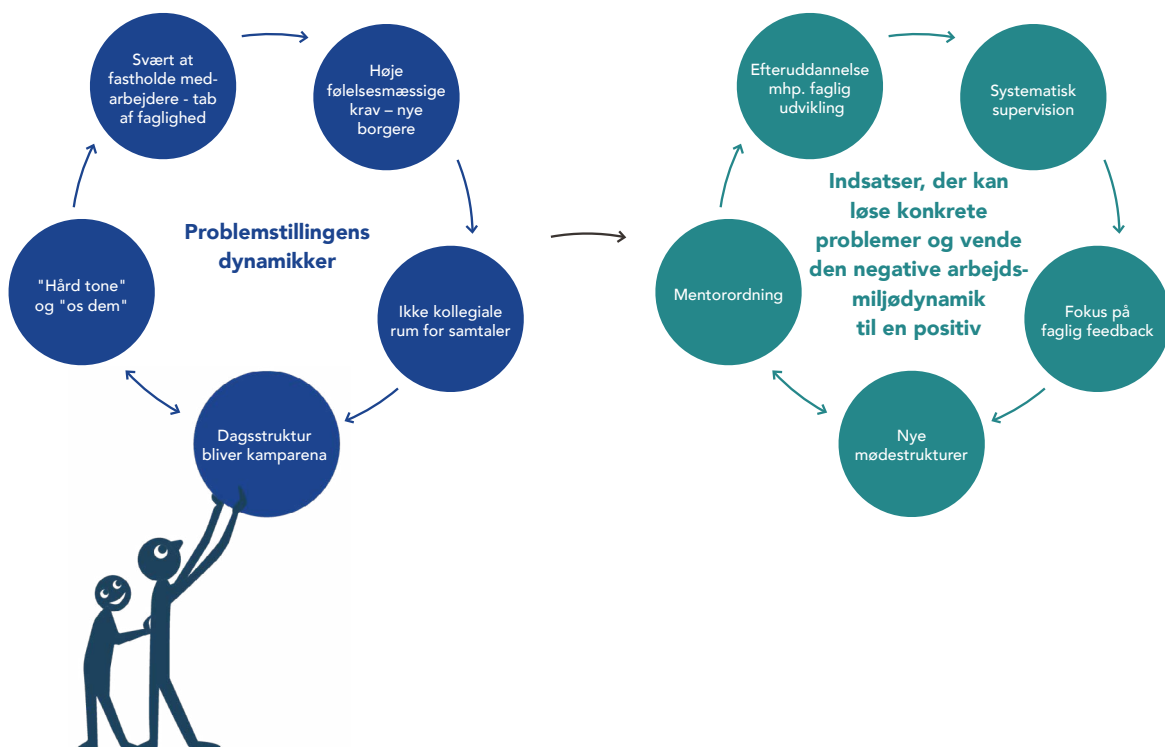 Svært at
fastholde med-
arbejdere - tab
af faglighed
Høje
følelsesmæssige
krav – nye
borgere
Problemstillingens
dynamikker
"Hård tone"
og "os dem"
Ikke kollegiale
rum for samtaler
Dagsstruktur
bliver kamparena
Efteruddannelse
mhp. faglig
udvikling
Systematisk
supervision
Indsatser, der kan
løse konkrete
problemer og vende
den negative arbejds-
miljødynamik
til en positiv
Mentorordning
Fokus på
faglig feedback
Nye
mødestrukturer